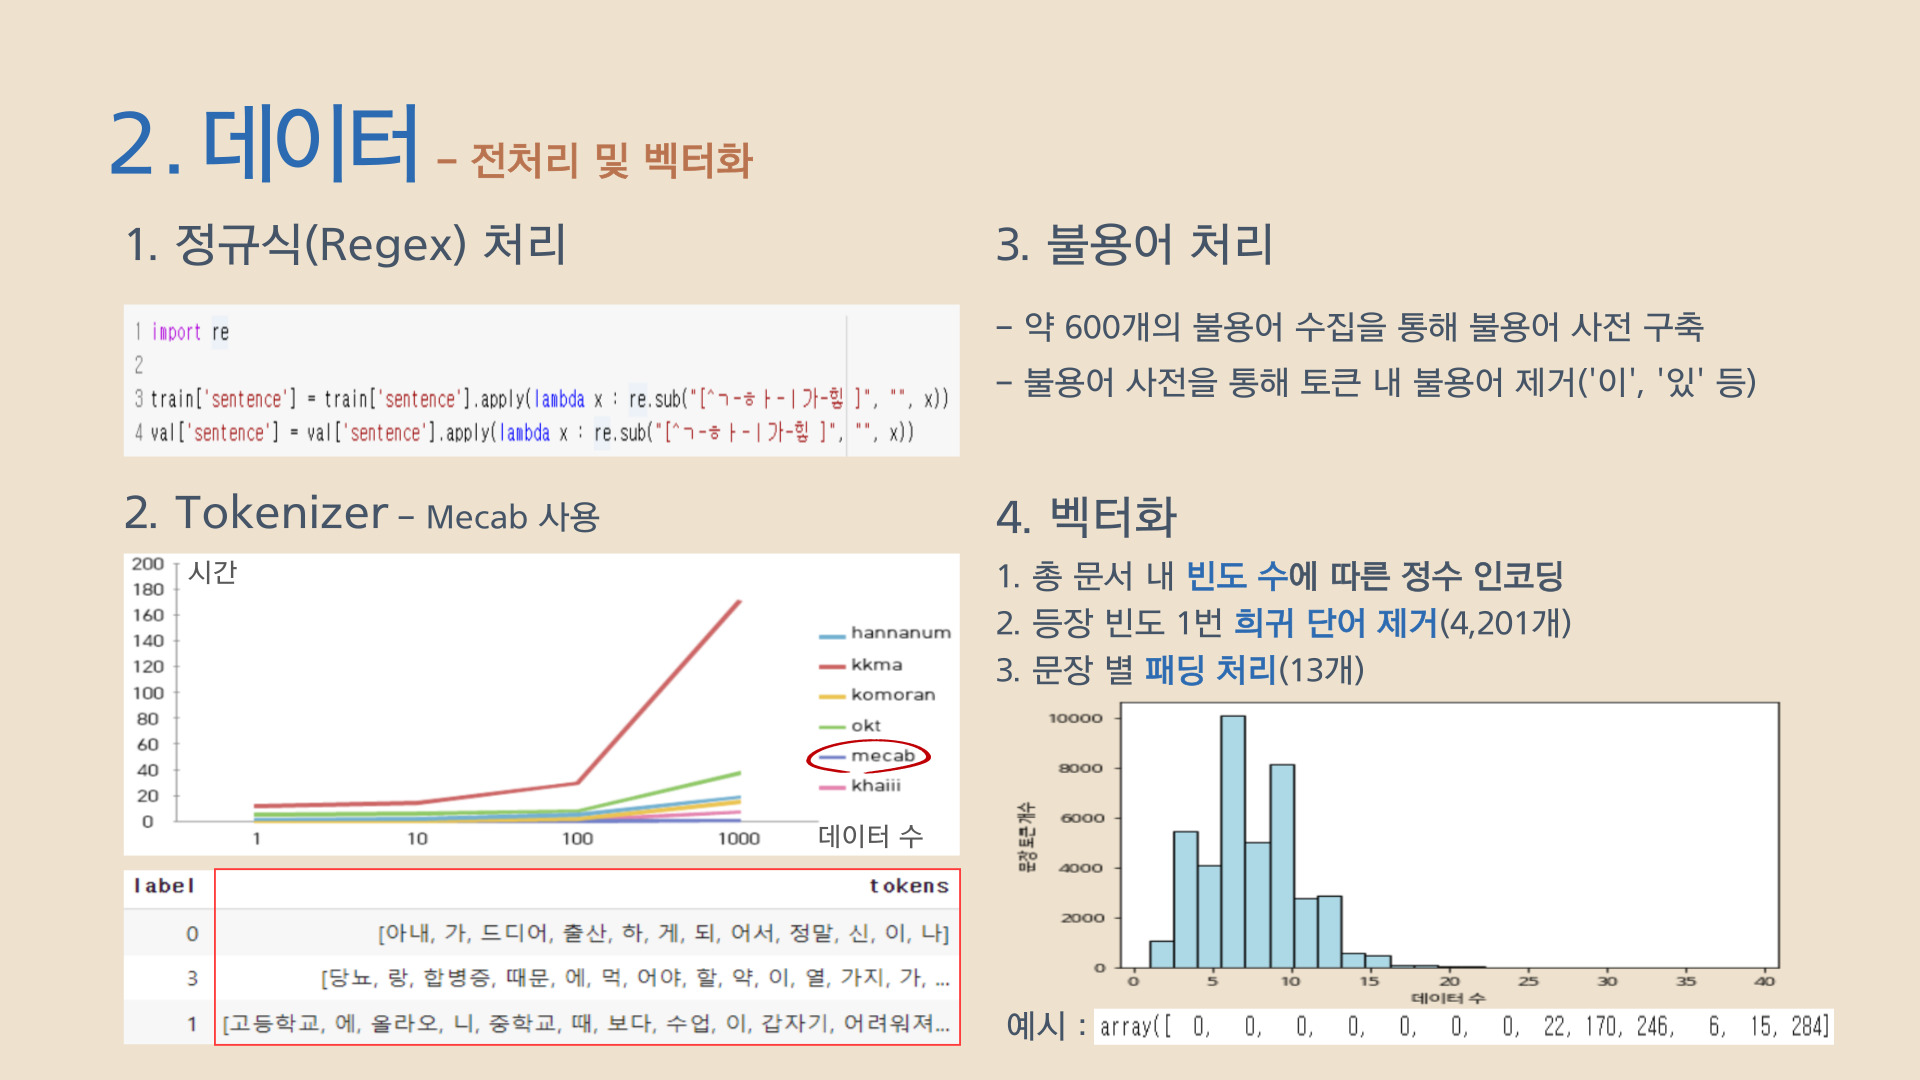 2. 데이터 – 전처리 및 벡터화
1. 정규식(Regex) 처리
1 import re
2
3 train['sentence'] = train['sentence'].apply(lambda x : re.sub("[^ㄱ-ㅎㅏ-ㅣ가-힣 ]", "", x))
4 val['sentence'] = val['sentence'].apply(lambda x : re.sub("[^ㄱ-ㅎㅏ-ㅣ가-힣 ]", "", x))
2. Tokenizer – Mecab 사용
시간
200
180
160
140
120
100
80
60
40
20
0
1 10 100 1000
데이터 수
hannanum
kkma
komoran
okt
mecab
khaiii
label tokens
0 [아내, 가, 드디어, 출산, 하, 게, 되, 어서, 정말, 신, 이, 나]
3 [당뇨, 랑, 합병증, 때문, 에, 먹, 어야, 할, 약, 이, 열, 가지, 가, ...
1 [고등학교, 에, 올라오, 니, 중학교, 때, 보다, 수업, 이, 갑자기, 어려워져...
3. 불용어 처리
– 약 600개의 불용어 수집을 통해 불용어 사전 구축
– 불용어 사전을 통해 토큰 내 불용어 제거('이', '있' 등)
4. 벡터화
1. 총 문서 내 빈도 수에 따른 정수 인코딩
2. 등장 빈도 1번 희귀 단어 제거(4,201개)
3. 문장 별 패딩 처리(13개)
문장 토큰 개수
10000
8000
6000
4000
2000
0
0 5 10 15 20 25 30 35 40
데이터 수
예시 : array([ 0, 0, 0, 0, 0, 0, 0, 22, 170, 246, 6, 15, 284]